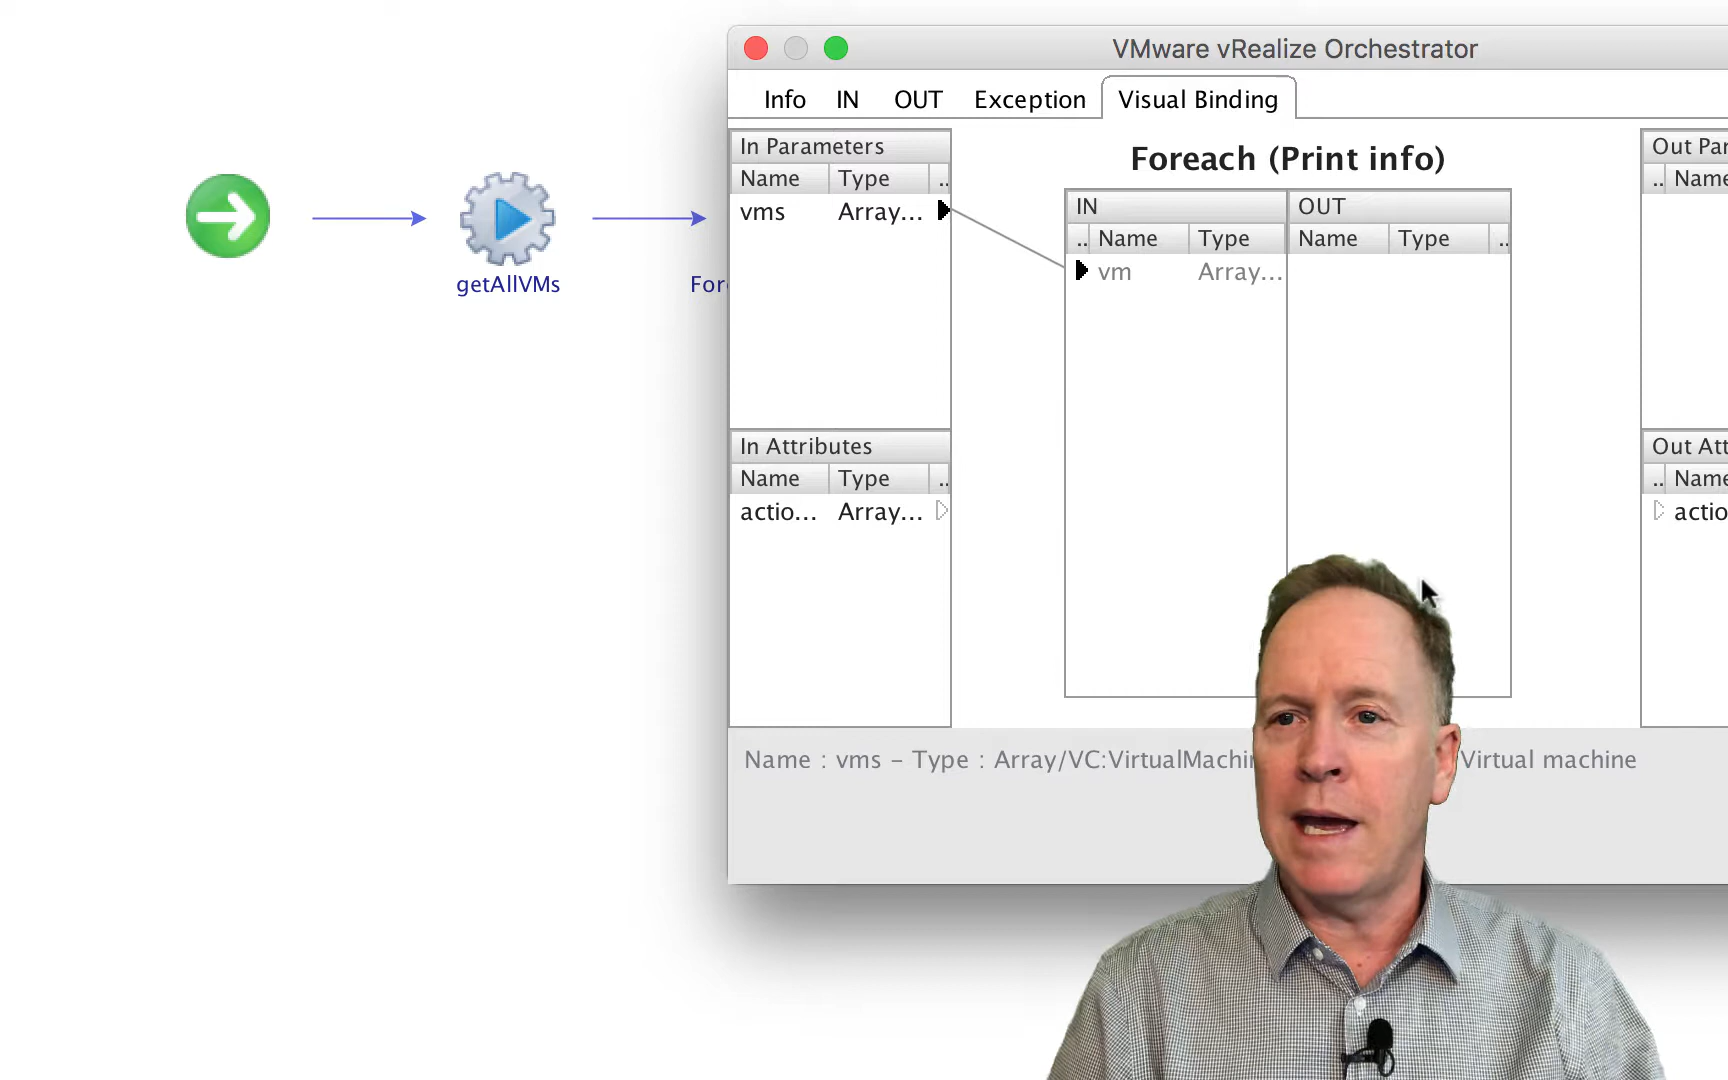 VMware vRealize Orchestrator
Info IN OUT Exception Visual Binding
In Parameters
Name Type ..
vms Array...
Foreach (Print info)
IN OUT
.. Name Type Name Type ..
vm Array...
Out Par
.. Name
getAllVMs
Fore
In Attributes
Name Type ..
actio... Array...
Out Att
.. Name
actio
Name : vms – Type : Array/VC:VirtualMachin Virtual machine